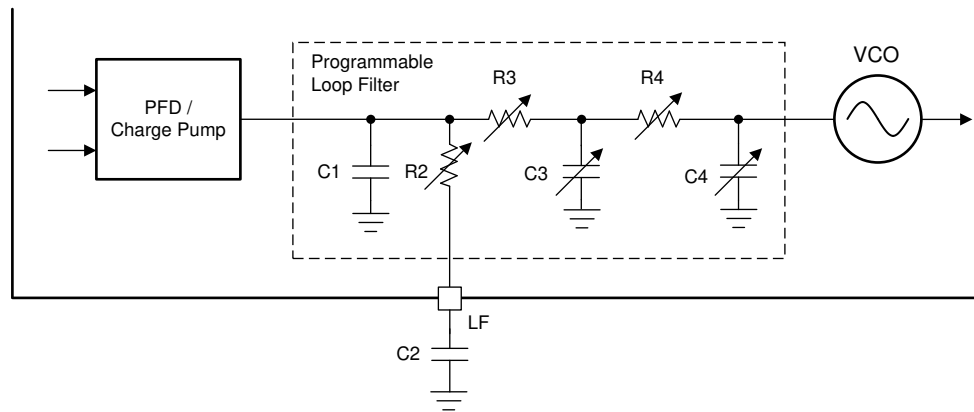 Programmable
Loop Filter
VCO
R3
R4
PFD /
Charge Pump
C1
R2
C3
C4
LF
C2